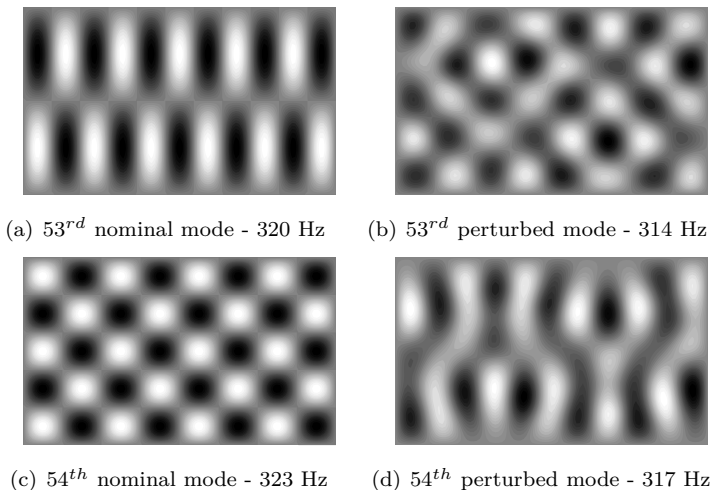 (a) 53rd nominal mode - 320 Hz
(b) 53rd perturbed mode - 314 Hz
(c) 54th nominal mode - 323 Hz
(d) 54th perturbed mode - 317 Hz